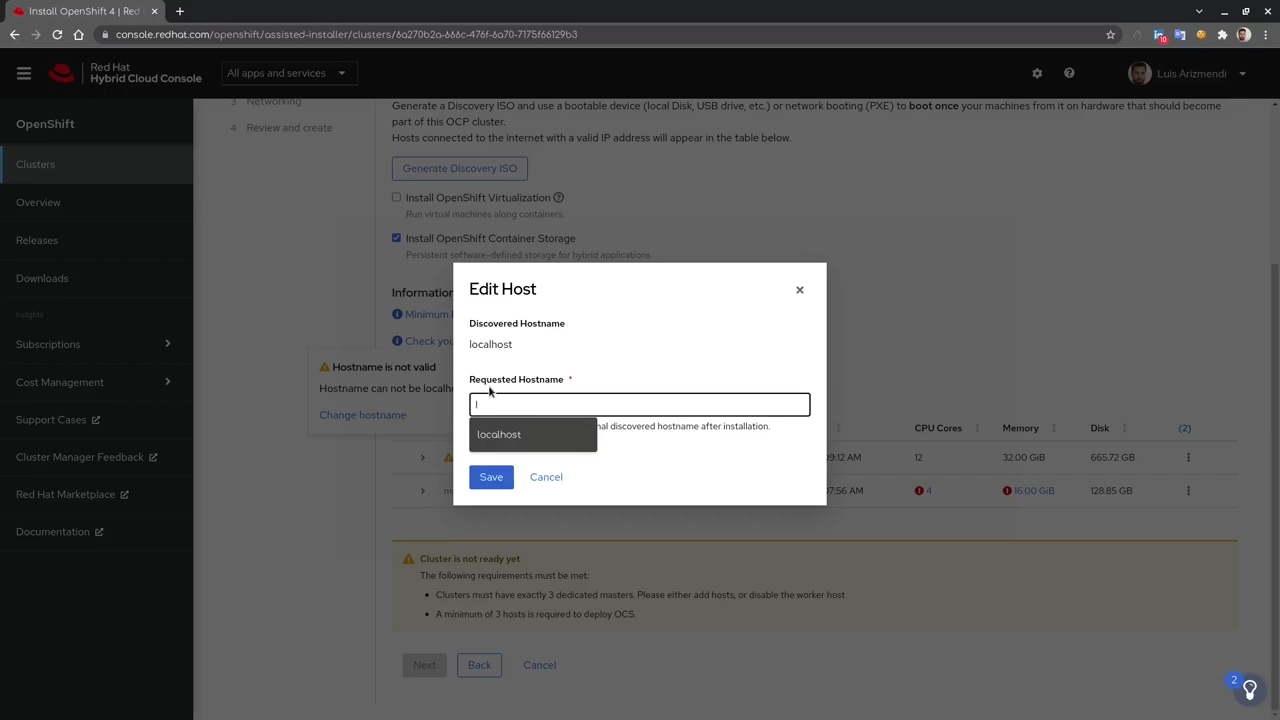 Install OpenShift 4 | Red H
console.redhat.com/openshift/assisted-installer/clusters/6a270b2a-666c-476f-6a70-7175f66129b3
10
Red Hat
Hybrid Cloud Console
All apps and services
Luis Arizmendi
OpenShift
Clusters
Overview
Releases
Downloads
Insights
Subscriptions
Cost Management
Support Cases
Cluster Manager Feedback
Red Hat Marketplace
Documentation
3 Networking
4 Review and create
Generate a Discovery ISO and use a bootable device (local Disk, USB drive, etc.) or network booting (PXE) to boot once your machines from it on hardware that should become
part of this OCP cluster.
Hosts connected to the internet with a valid IP address will appear in the table below.
Generate Discovery ISO
Install OpenShift Virtualization
Run virtual machines along containers.
Install OpenShift Container Storage
Persistent software-defined storage for hybrid applications.
Information
Minimum
Check you
Hostname is not valid
Hostname can not be localho
Change hostname
Edit Host
Discovered Hostname
localhost
Requested Hostname *
l
localhost
nal discovered hostname after installation.
Save Cancel
CPU Cores Memory Disk (2)
09:12 AM 12 32.00 GiB 665.72 GB
7:56 AM 4 16.00 GiB 128.85 GB
Cluster is not ready yet
The following requirements must be met:
Clusters must have exactly 3 dedicated masters. Please either add hosts, or disable the worker host
A minimum of 3 hosts is required to deploy OCS.
Next Back Cancel
2